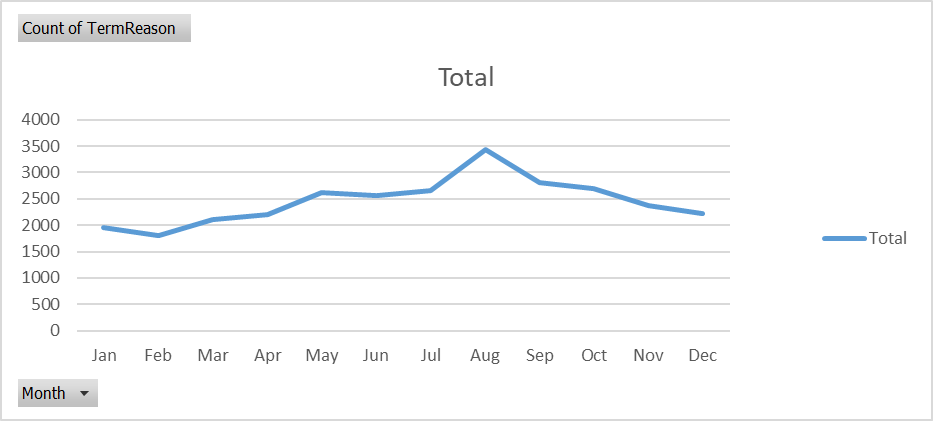 Count of TermReason
Total
4000
3500
3000
2500
2000
1500
1000
500
0
Jan Feb Mar Apr May Jun Jul Aug Sep Oct Nov Dec
Total
Month